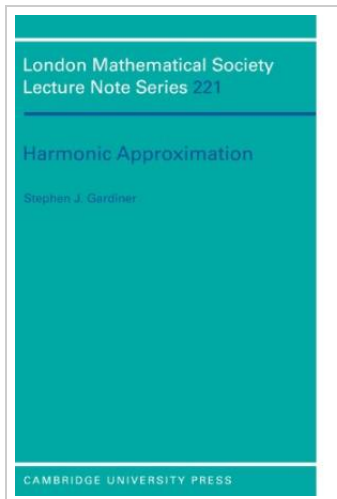 London Mathematical Society
Lecture Note Series 221
Harmonic Approximation
Stephen J. Gardiner
CAMBRIDGE UNIVERSITY PRESS